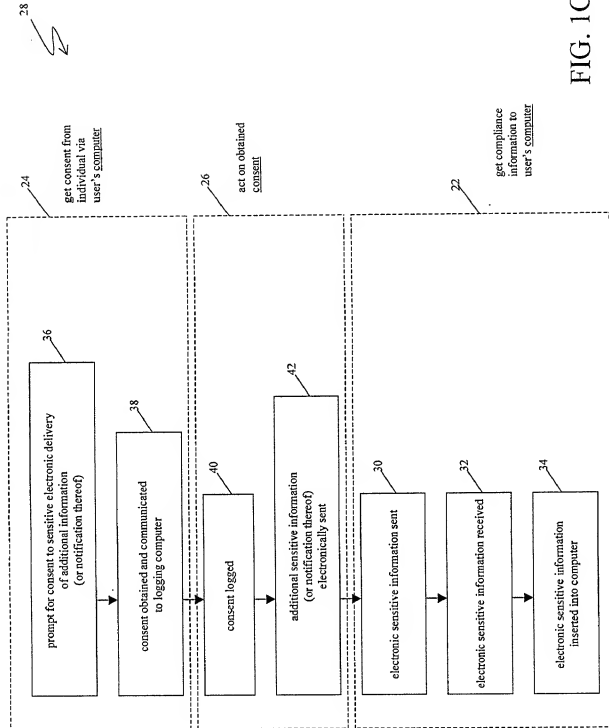 28
24
get consent from
individual via
user's computer
36
prompt for consent to sensitive electronic delivery
of additional information
(or notification thereof)
38
consent obtained and communicated
to logging computer
26
act on obtained
consent
40
consent logged
42
additional sensitive information
(or notification thereof)
electronically sent
22
get compliance
information to
user's computer
30
electronic sensitive information sent
32
electronic sensitive information received
34
electronic sensitive information
inserted into computer
FIG. 1C